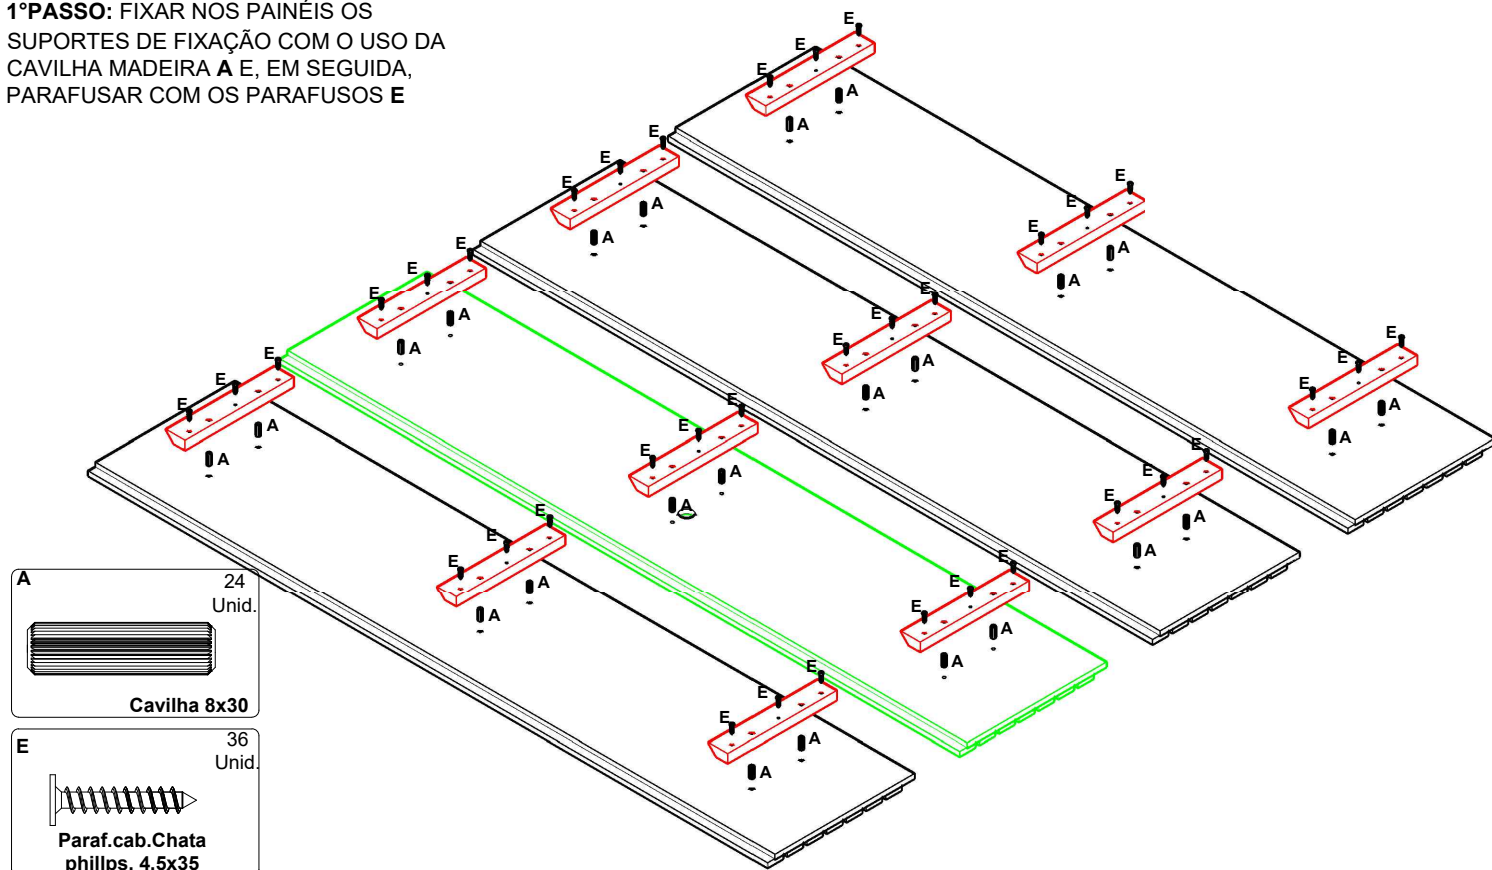 1°PASSO: FIXAR NOS PAINÉIS OS
SUPORTES DE FIXAÇÃO COM O USO DA
CAVILHA MADEIRA A E, EM SEGUIDA,
PARAFUSAR COM OS PARAFUSOS E
E
E
E
A
A
E
E
E
A
A
E
E
E
A
A
E
E
E
A
A
E
E
E
A
A
E
E
E
A
A
E
E
E
A
A
E
E
E
A
A
E
E
E
A
A
E
E
E
A
A
E
E
E
A
A
E
E
E
A
A
A
24
Unid.
Cavilha 8x30
E
36
Unid.
Paraf.cab.Chata
phillps. 4,5x35